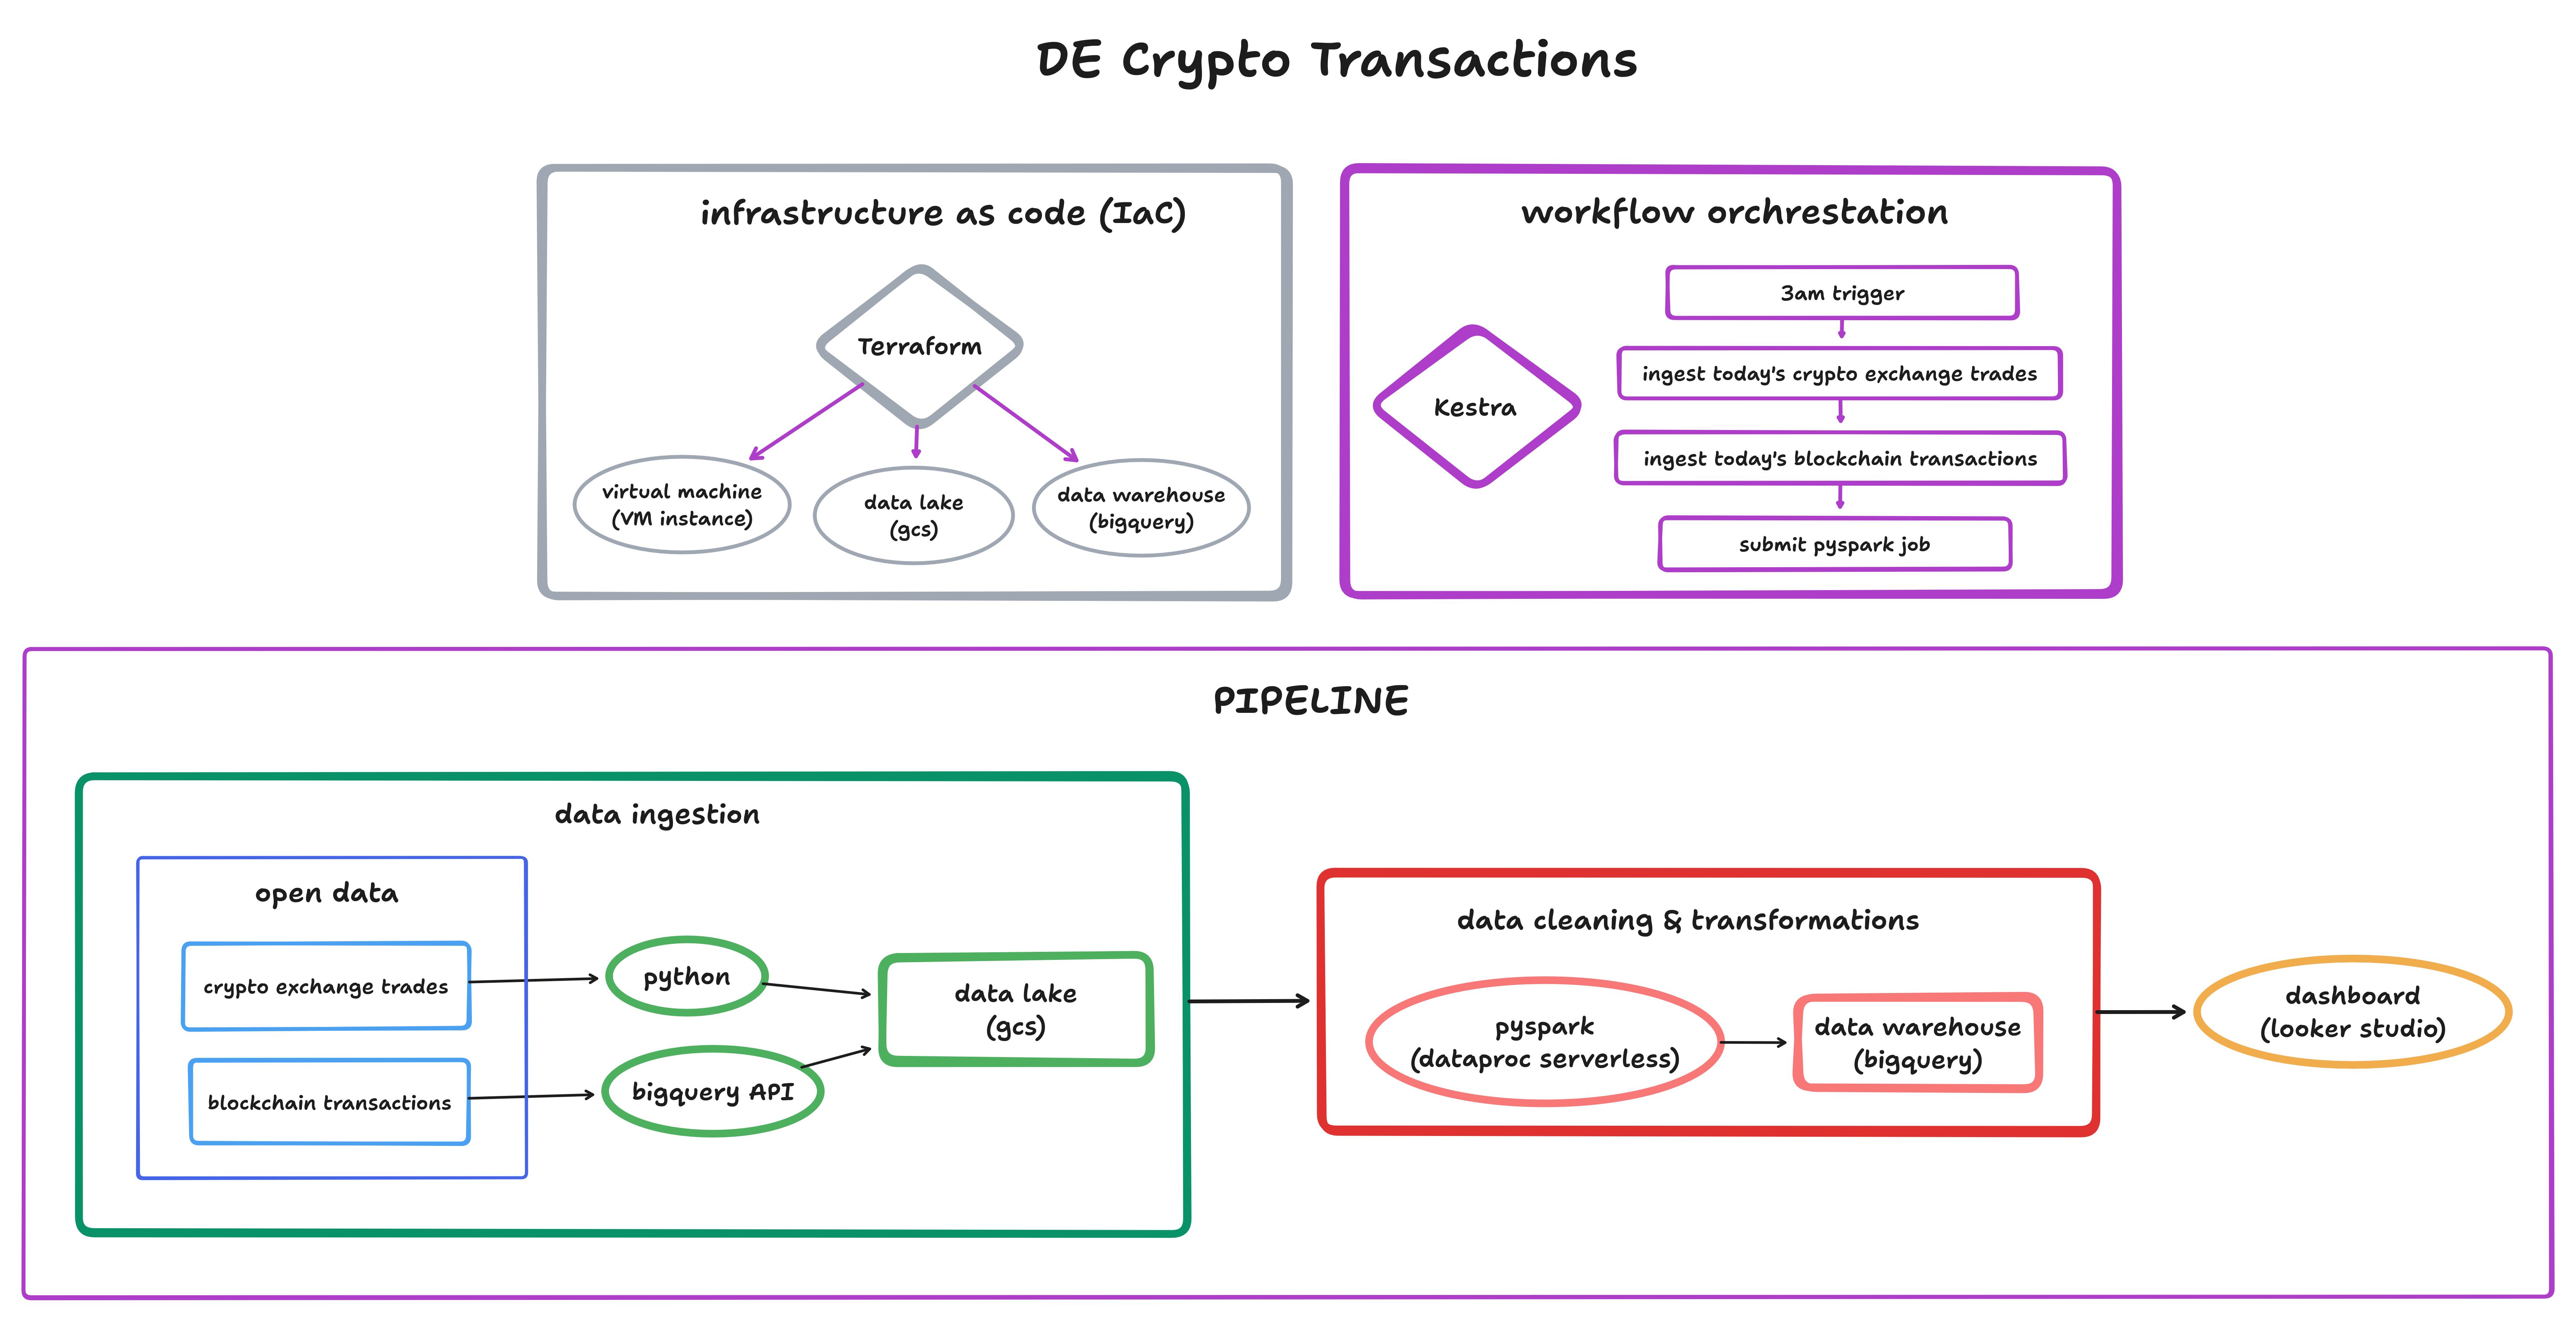 DE Crypto Transactions
infrastructure as code (IaC)
Terraform
virtual machine
(VM instance)
data lake
(gcs)
data warehouse
(bigquery)
workflow orchrestation
Kestra
3am trigger
ingest today's crypto exchange trades
ingest today's blockchain transactions
submit pyspark job
PIPELINE
data ingestion
open data
crypto exchange trades
blockchain transactions
python
bigquery API
data lake
(gcs)
data cleaning & transformations
pyspark
(dataproc serverless)
data warehouse
(bigquery)
dashboard
(looker studio)